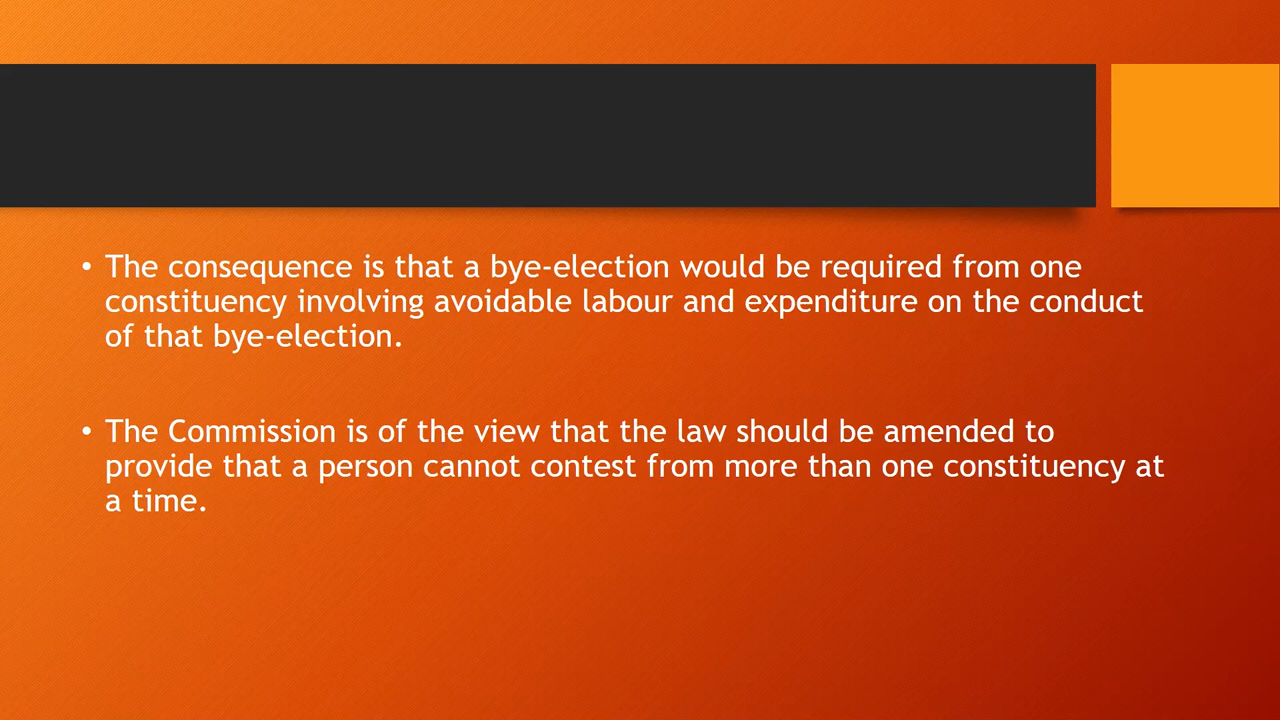 • The consequence is that a bye-election would be required from one
constituency involving avoidable labour and expenditure on the conduct
of that bye-election.
• The Commission is of the view that the law should be amended to
provide that a person cannot contest from more than one constituency at
a time.